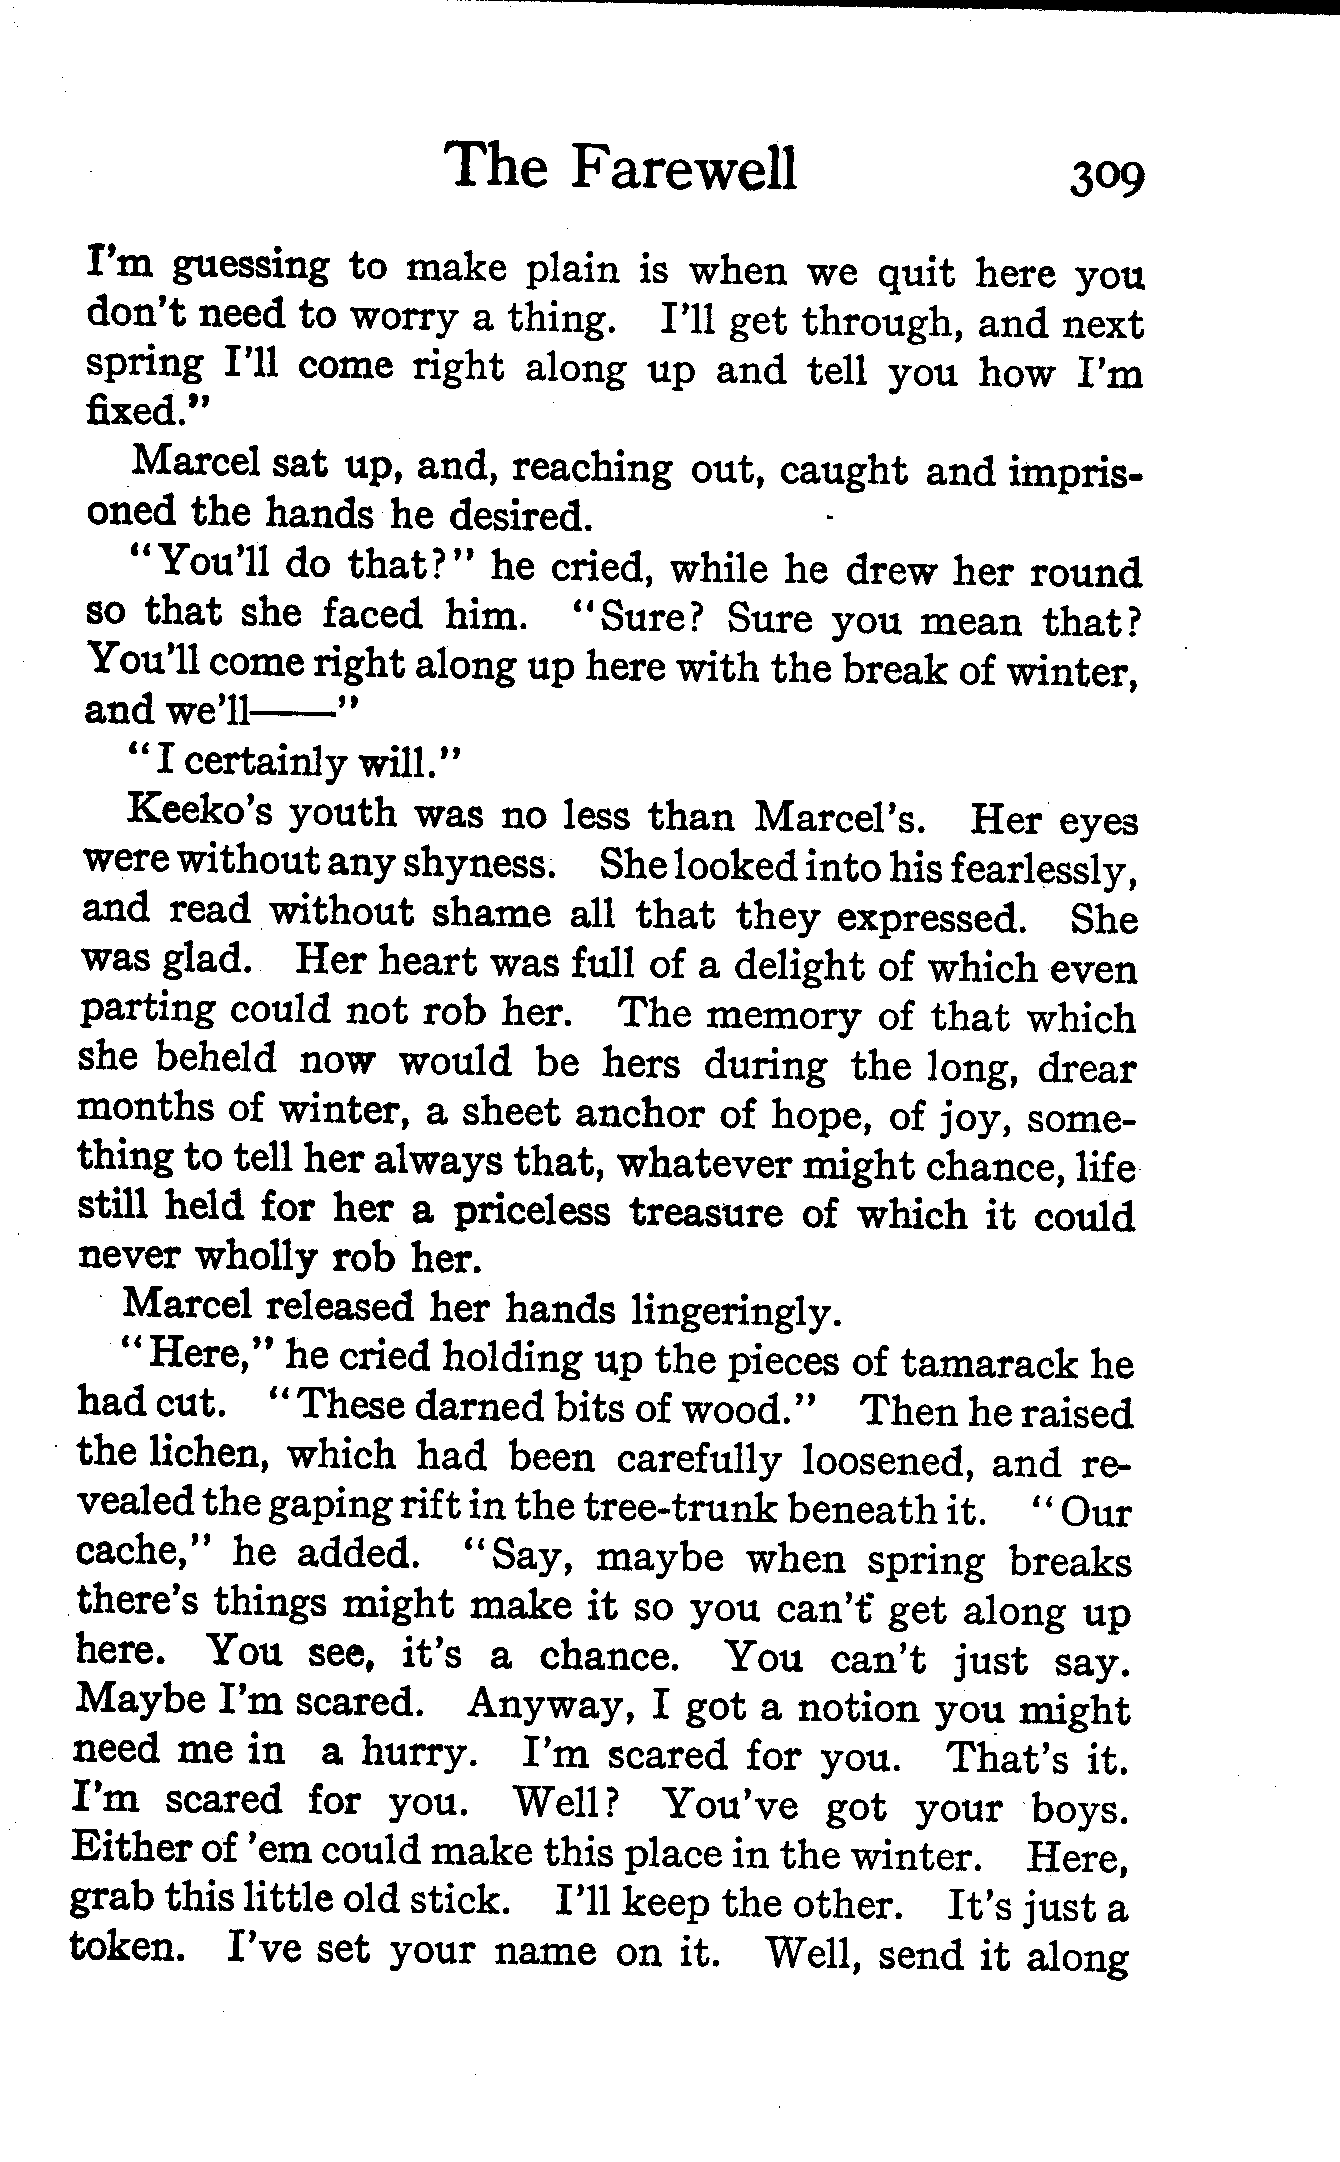 The Farewell 309
I'm guessing to make plain is when we quit here you
don't need to worry a thing. I'll get through, and next
spring I'll come right along up and tell you how I'm
fixed."
Marcel sat up, and, reaching out, caught and impris-
oned the hands he desired.
"You'll do that?" he cried, while he drew her round
so that she faced him. "Sure? Sure you mean that?
You'll come right along up here with the break of winter,
and we'll——"
"I certainly will."
Keeko's youth was no less than Marcel's. Her eyes
were without any shyness. She looked into his fearlessly,
and read without shame all that they expressed. She
was glad. Her heart was full of a delight of which even
parting could not rob her. The memory of that which
she beheld now would be hers during the long, drear
months of winter, a sheet anchor of hope, of joy, some-
thing to tell her always that, whatever might chance, life
still held for her a priceless treasure of which it could
never wholly rob her.
Marcel released her hands lingeringly.
"Here," he cried holding up the pieces of tamarack he
had cut. "These darned bits of wood." Then he raised
the lichen, which had been carefully loosened, and re-
vealed the gaping rift in the tree-trunk beneath it. "Our
cache," he added. "Say, maybe when spring breaks
there's things might make it so you can't get along up
here. You see, it's a chance. You can't just say.
Maybe I'm scared. Anyway, I got a notion you might
need me in a hurry. I'm scared for you. That's it.
I'm scared for you. Well? You've got your boys.
Either of 'em could make this place in the winter. Here,
grab this little old stick. I'll keep the other. It's just a
token. I've set your name on it. Well, send it along